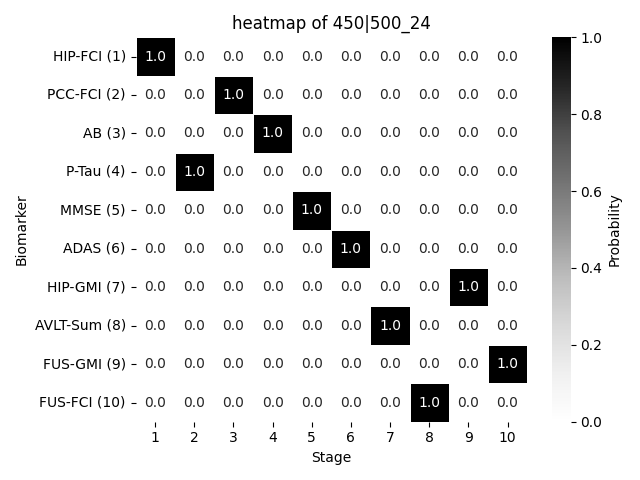 heatmap of 450|500_24
HIP-FCI (1) 1.0 0.0 0.0 0.0 0.0 0.0 0.0 0.0 0.0 0.0
PCC-FCI (2) 0.0 0.0 1.0 0.0 0.0 0.0 0.0 0.0 0.0 0.0
AB (3) 0.0 0.0 0.0 1.0 0.0 0.0 0.0 0.0 0.0 0.0
P-Tau (4) 0.0 1.0 0.0 0.0 0.0 0.0 0.0 0.0 0.0 0.0
MMSE (5) 0.0 0.0 0.0 0.0 1.0 0.0 0.0 0.0 0.0 0.0
ADAS (6) 0.0 0.0 0.0 0.0 0.0 1.0 0.0 0.0 0.0 0.0
HIP-GMI (7) 0.0 0.0 0.0 0.0 0.0 0.0 0.0 0.0 1.0 0.0
AVLT-Sum (8) 0.0 0.0 0.0 0.0 0.0 0.0 1.0 0.0 0.0 0.0
FUS-GMI (9) 0.0 0.0 0.0 0.0 0.0 0.0 0.0 0.0 0.0 1.0
FUS-FCI (10) 0.0 0.0 0.0 0.0 0.0 0.0 0.0 1.0 0.0 0.0
1 2 3 4 5 6 7 8 9 10
Stage
Biomarker
1.0
0.8
0.6
0.4
0.2
0.0
Probability